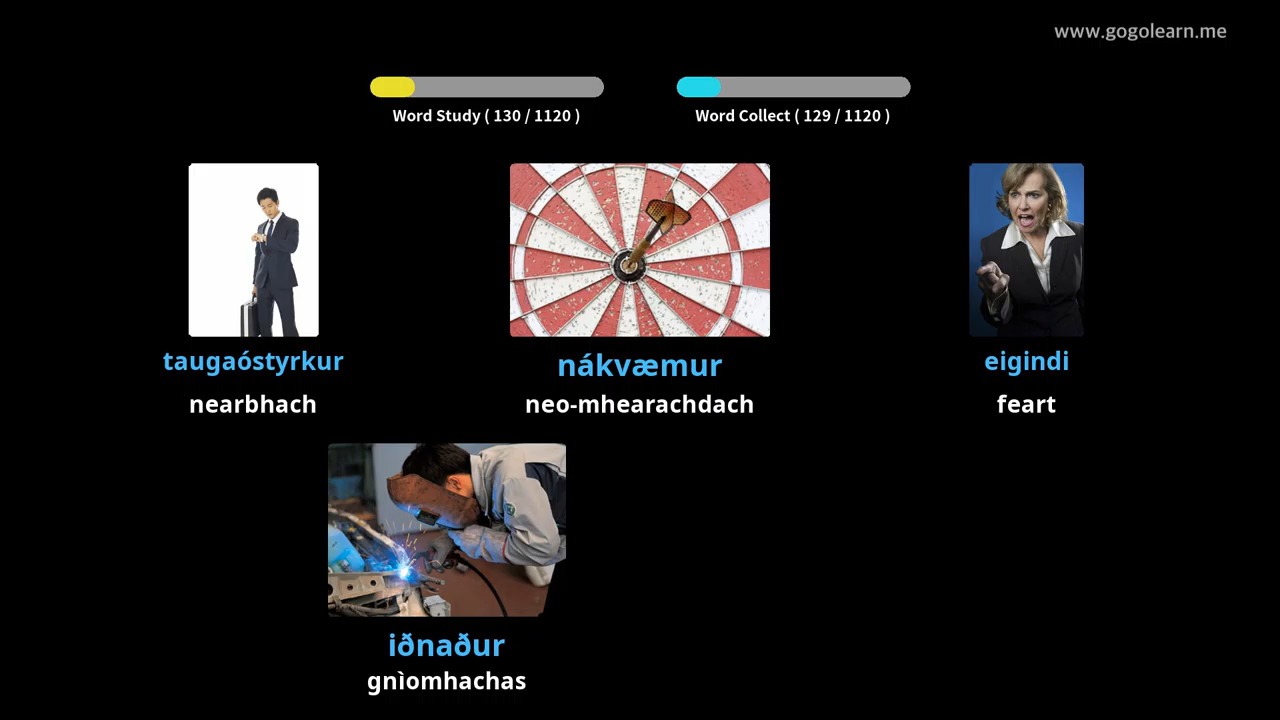 www.gogolearn.me
Word Study ( 130 / 1120 )
Word Collect ( 129 / 1120 )
taugaóstyrkur
nearbhach
nákvæmur
neo-mhearachdach
eigindi
feart
iðnaður
gnìomhachas